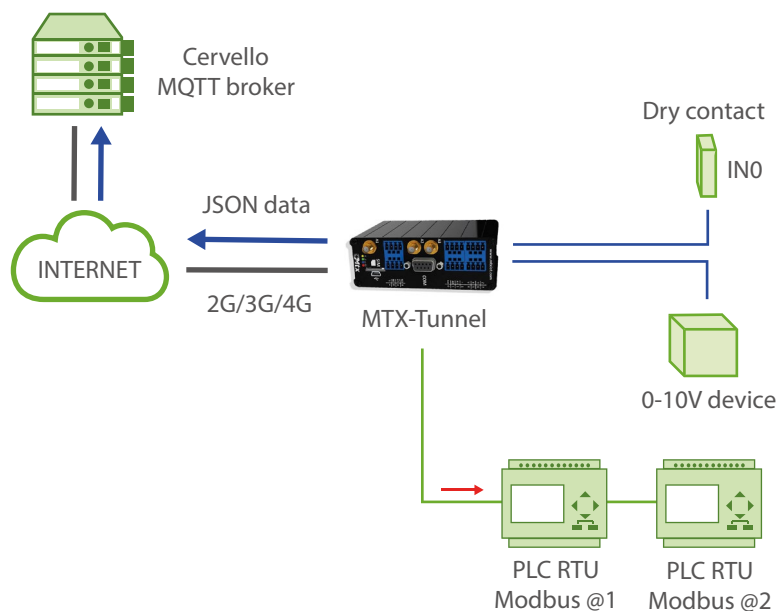 Cervello
MQTT broker
Dry contact
IN0
JSON data
INTERNET
2G/3G/4G
MTX-Tunnel
COM
0-10V device
PLC RTU
Modbus @1
PLC RTU
Modbus @2